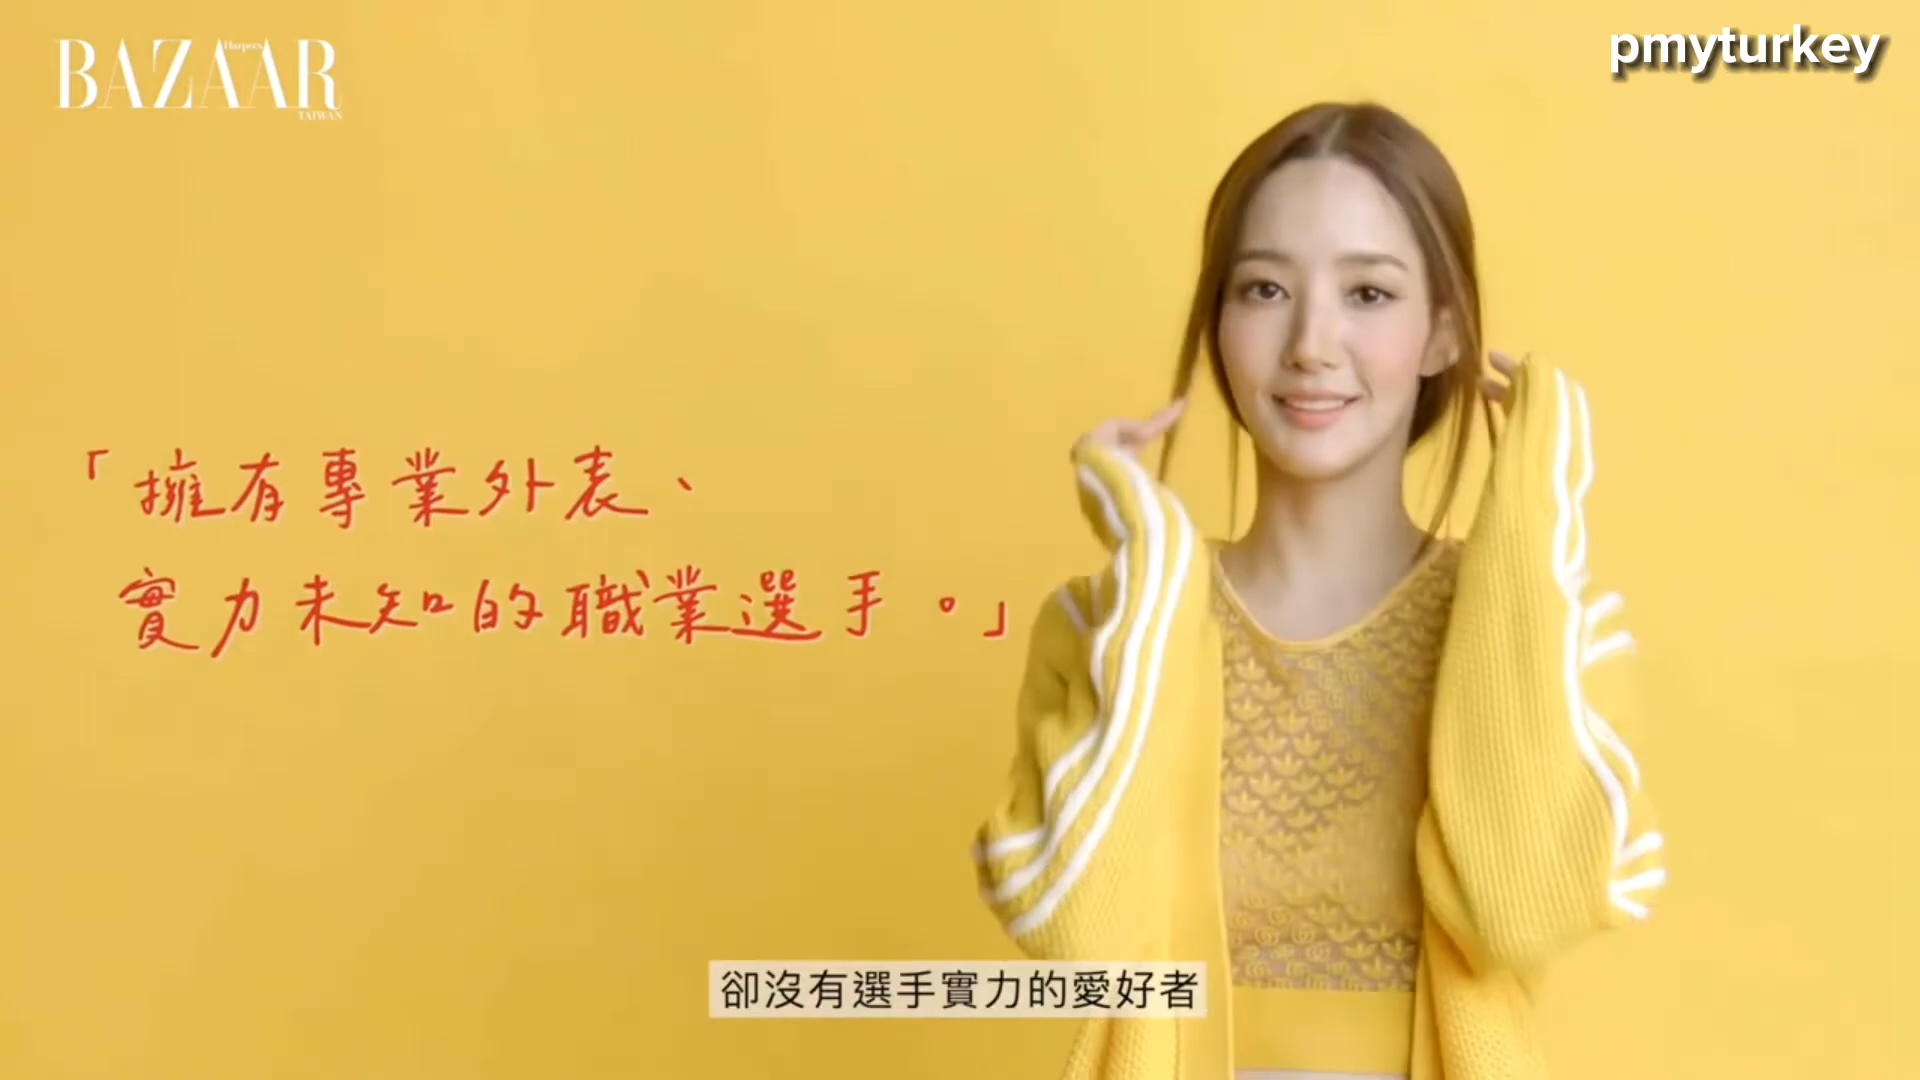 Harper's
BAZAAR
TAIWAN
pmyturkey
「擁有專業外表、
實力未知的職業選手。」
卻沒有選手實力的愛好者